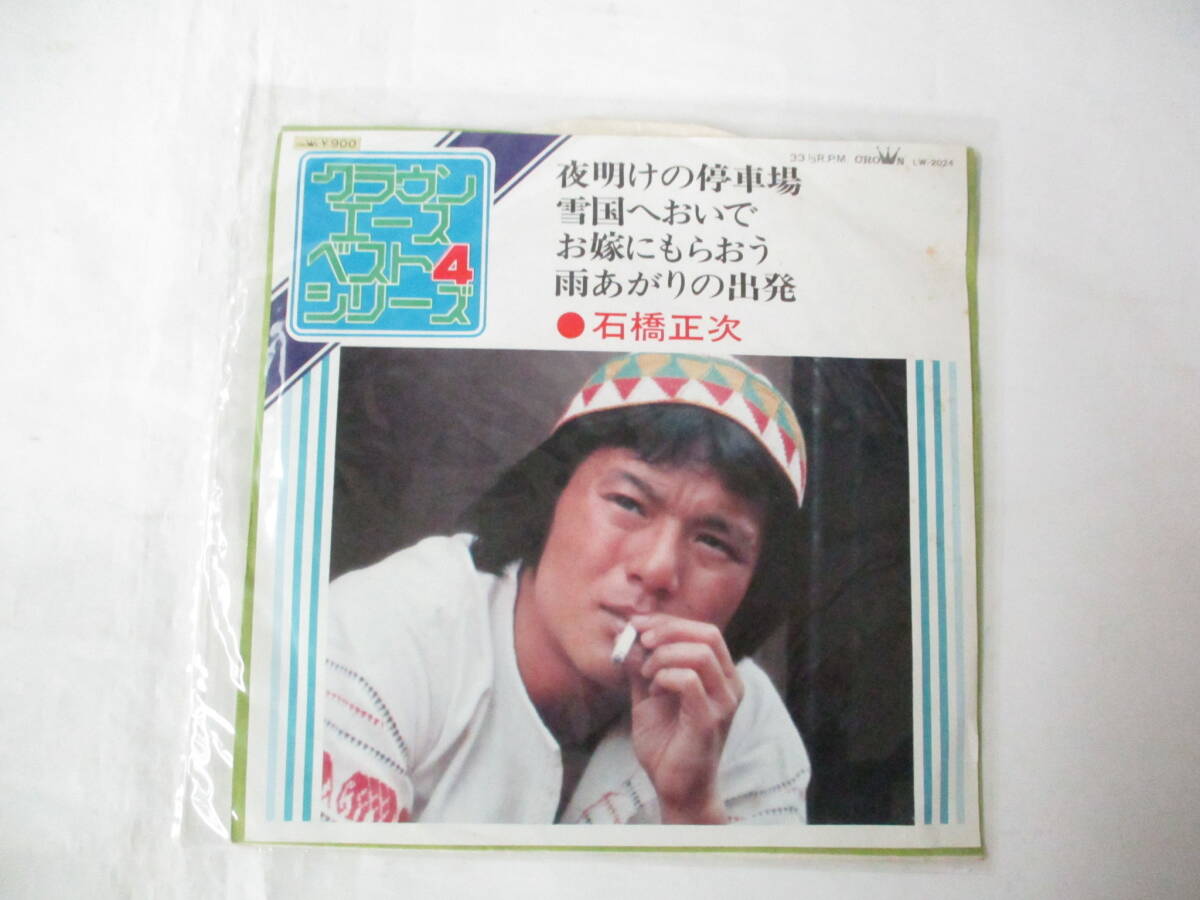 ¥900
クラウン
エース
ベスト4
シリーズ
33⅓R.P.M CROWN LW-2024
夜明けの停車場
雪国へおいで
お嫁にもらおう
雨あがりの出発
●石橋正次